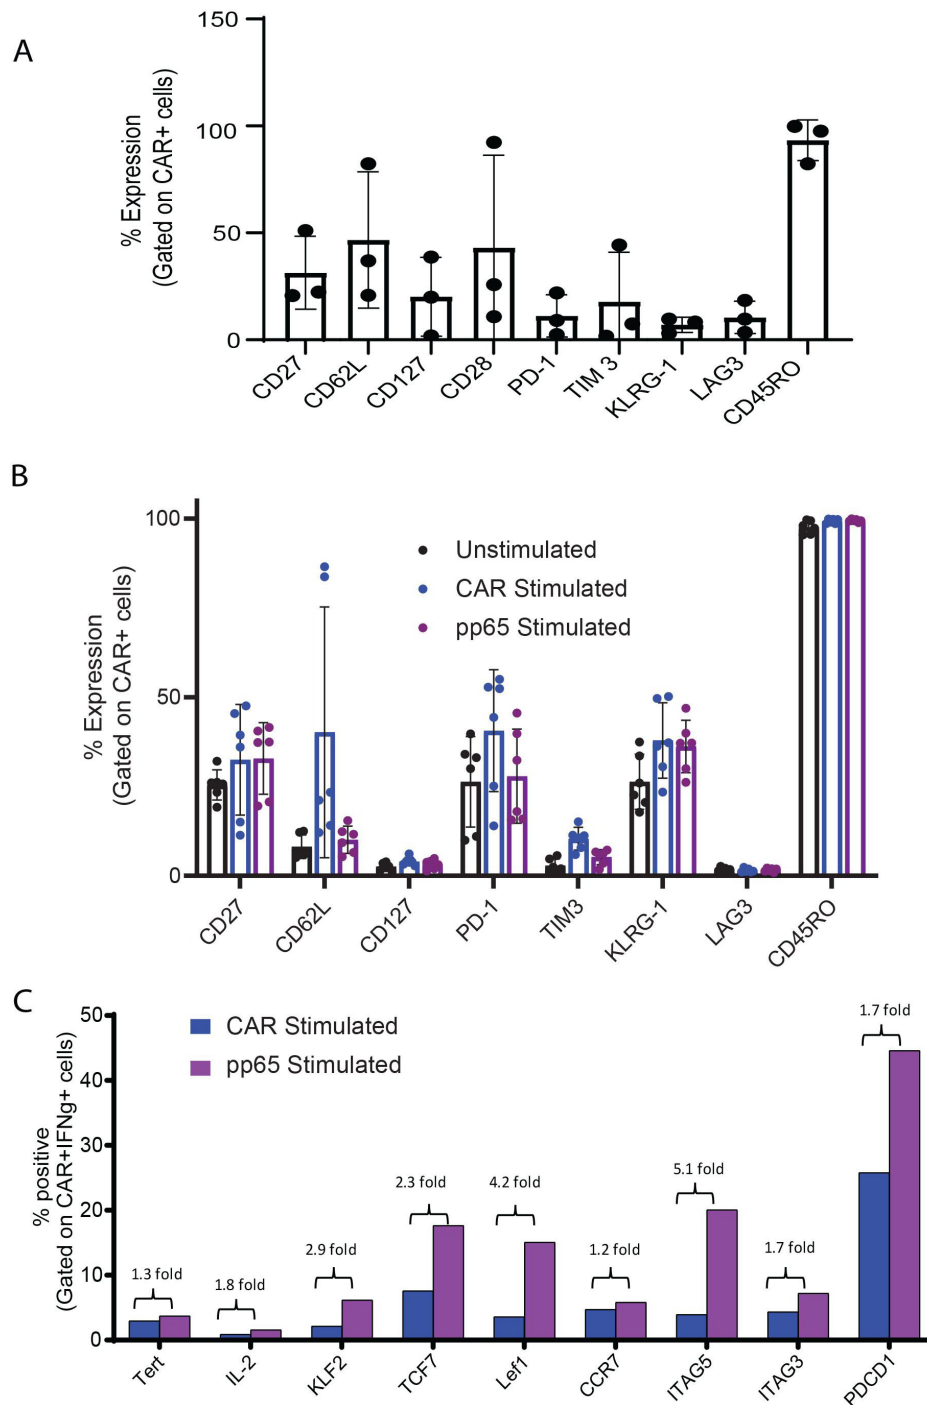 A
% Expression
(Gated on CAR+ cells)
150
100
50
0
CD27
CD62L
CD127
CD28
PD-1
TIM 3
KLRG-1
LAG3
CD45RO
B
% Expression
(Gated on CAR+ cells)
100
50
0
Unstimulated
CAR Stimulated
pp65 Stimulated
CD27
CD62L
CD127
PD-1
TIM3
KLRG-1
LAG3
CD45RO
C
% positive
(Gated on CAR+IFNg+ cells)
50
40
30
20
10
0
CAR Stimulated
pp65 Stimulated
1.3 fold
1.8 fold
2.9 fold
2.3 fold
4.2 fold
1.2 fold
5.1 fold
1.7 fold
1.7 fold
Tert
IL-2
KLF2
TCF7
Lef1
CCR7
ITAG5
ITAG3
PDCD1